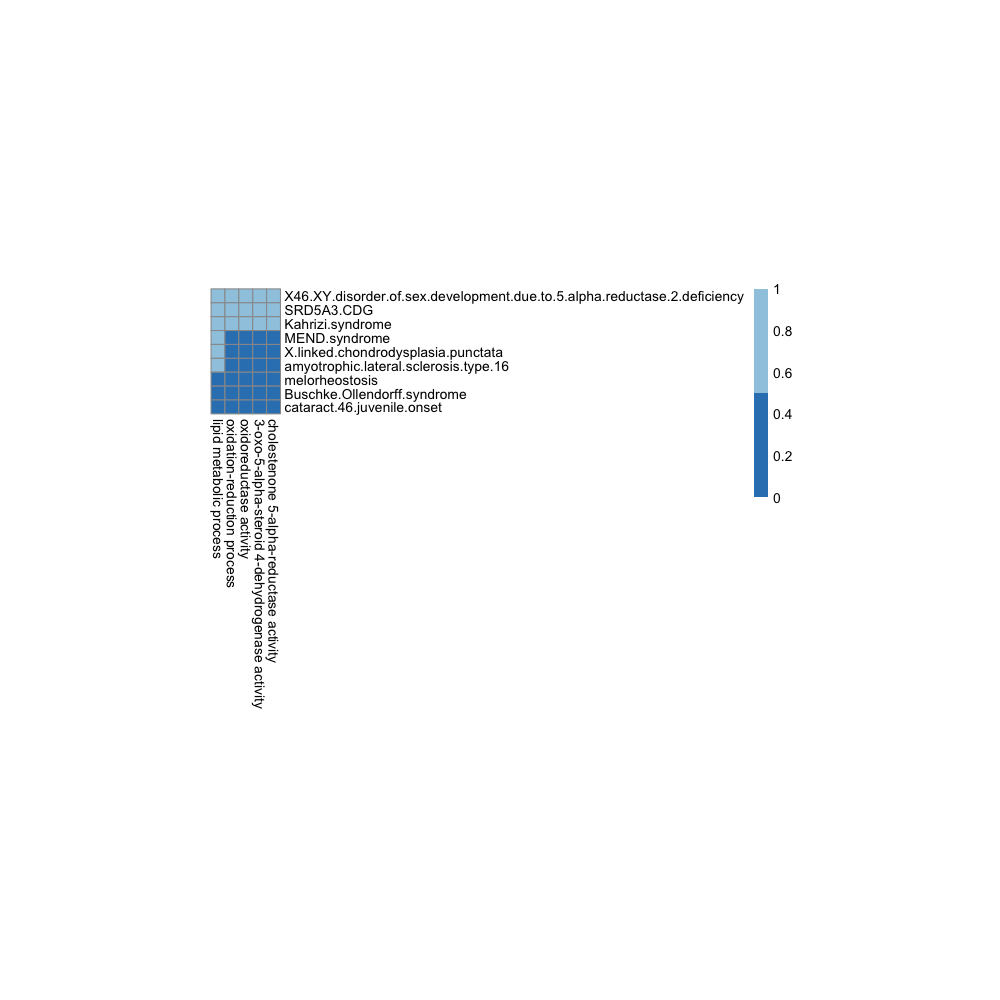 X46.XY.disorder.of.sex.development.due.to.5.alpha.reductase.2.deficiency
SRD5A3.CDG
Kahrizi.syndrome
MEND.syndrome
X.linked.chondrodysplasia.punctata
amyotrophic.lateral.sclerosis.type.16
melorheostosis
Buschke.Ollendorff.syndrome
cataract.46.juvenile.onset
lipid metabolic process
oxidation-reduction process
oxidoreductase activity
3-oxo-5-alpha-steroid 4-dehydrogenase activity
cholestenone 5-alpha-reductase activity
1
0.8
0.6
0.4
0.2
0